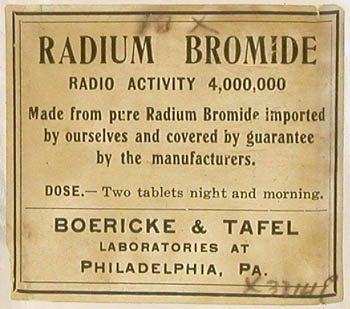 RADIUM BROMIDE
RADIO ACTIVITY 4,000,000
Made from pure Radium Bromide imported
by ourselves and covered by guarantee
by the manufacturers.
DOSE.— Two tablets night and morning.
BOERICKE & TAFEL
LABORATORIES AT
PHILADELPHIA, PA.